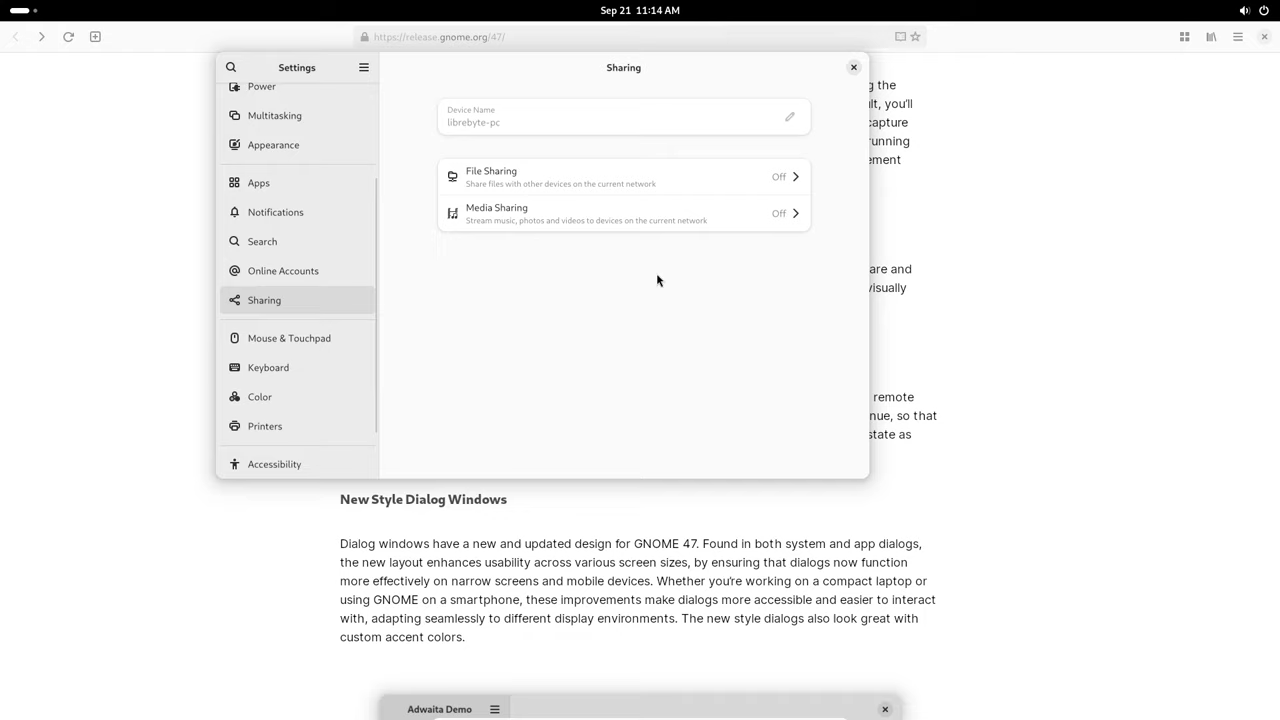 Sep 21 11:14 AM
https://release.gnome.org/47/
Settings
Power
Multitasking
Appearance
Apps
Notifications
Search
Online Accounts
Sharing
Mouse & Touchpad
Keyboard
Color
Printers
Accessibility
Sharing
Device Name
librebyte-pc
File Sharing
Share files with other devices on the current network
Off
Media Sharing
Stream music, photos and videos to devices on the current network
Off
g the
ult, you'll
capture
running
ement
are and
visually
remote
nue, so that
state as
New Style Dialog Windows
Dialog windows have a new and updated design for GNOME 47. Found in both system and app dialogs,
the new layout enhances usability across various screen sizes, by ensuring that dialogs now function
more effectively on narrow screens and mobile devices. Whether you're working on a compact laptop or
using GNOME on a smartphone, these improvements make dialogs more accessible and easier to interact
with, adapting seamlessly to different display environments. The new style dialogs also look great with
custom accent colors.
Adwaita Demo